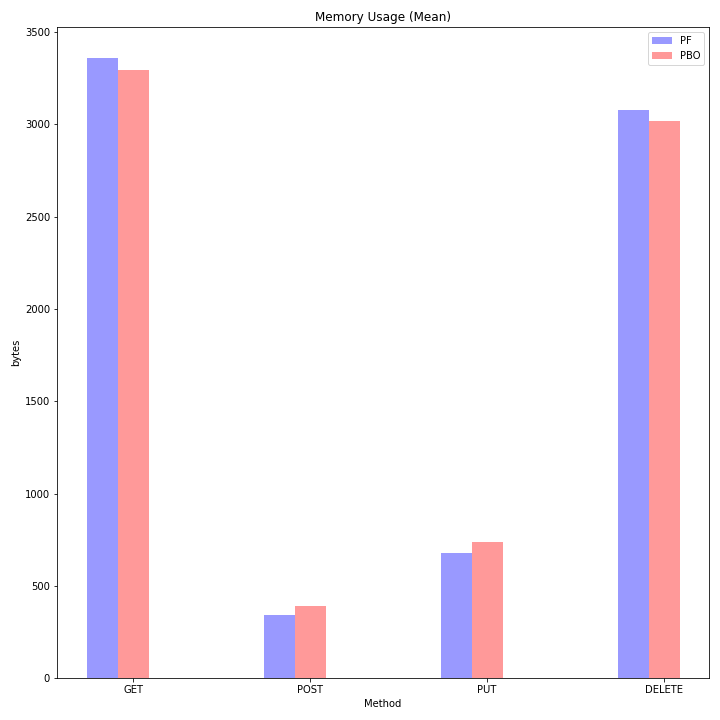 Memory Usage (Mean)
PF
PBO
3500
3000
2500
2000
1500
1000
500
0
bytes
GET
POST
PUT
DELETE
Method